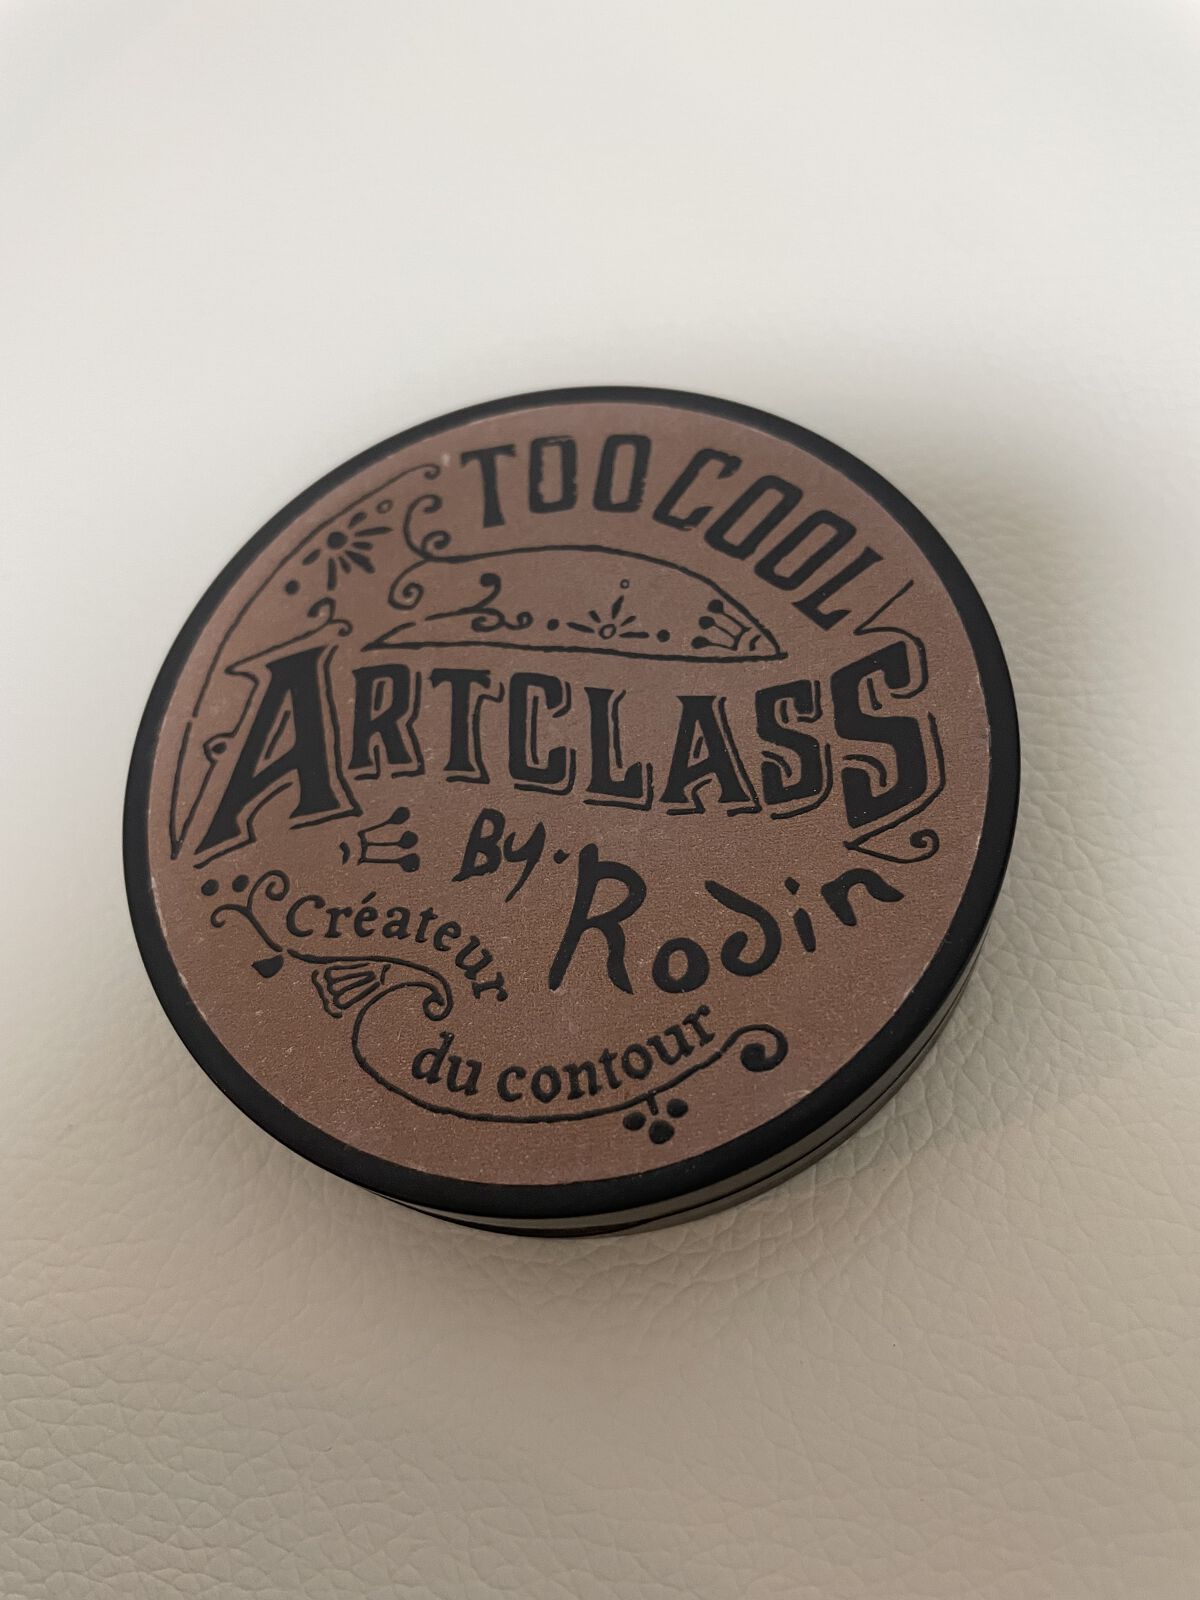 TOOCOOL
ARTCLASS
By. Rodin
Créateur
du contour